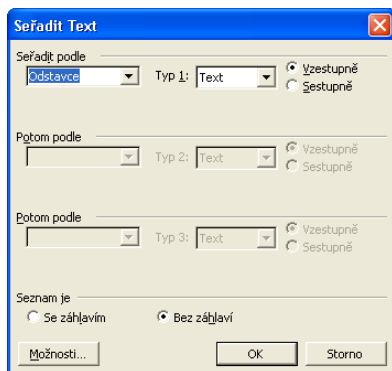 Seřadit Text
Seřadit podle
Odstavce Typ 1: Text Vzestupně
Sestupně
Potom podle
Typ 2: Text Vzestupně
Sestupně
Potom podle
Typ 3: Text Vzestupně
Sestupně
Seznam je
Se záhlavím Bez záhlaví
Možnosti... OK Storno